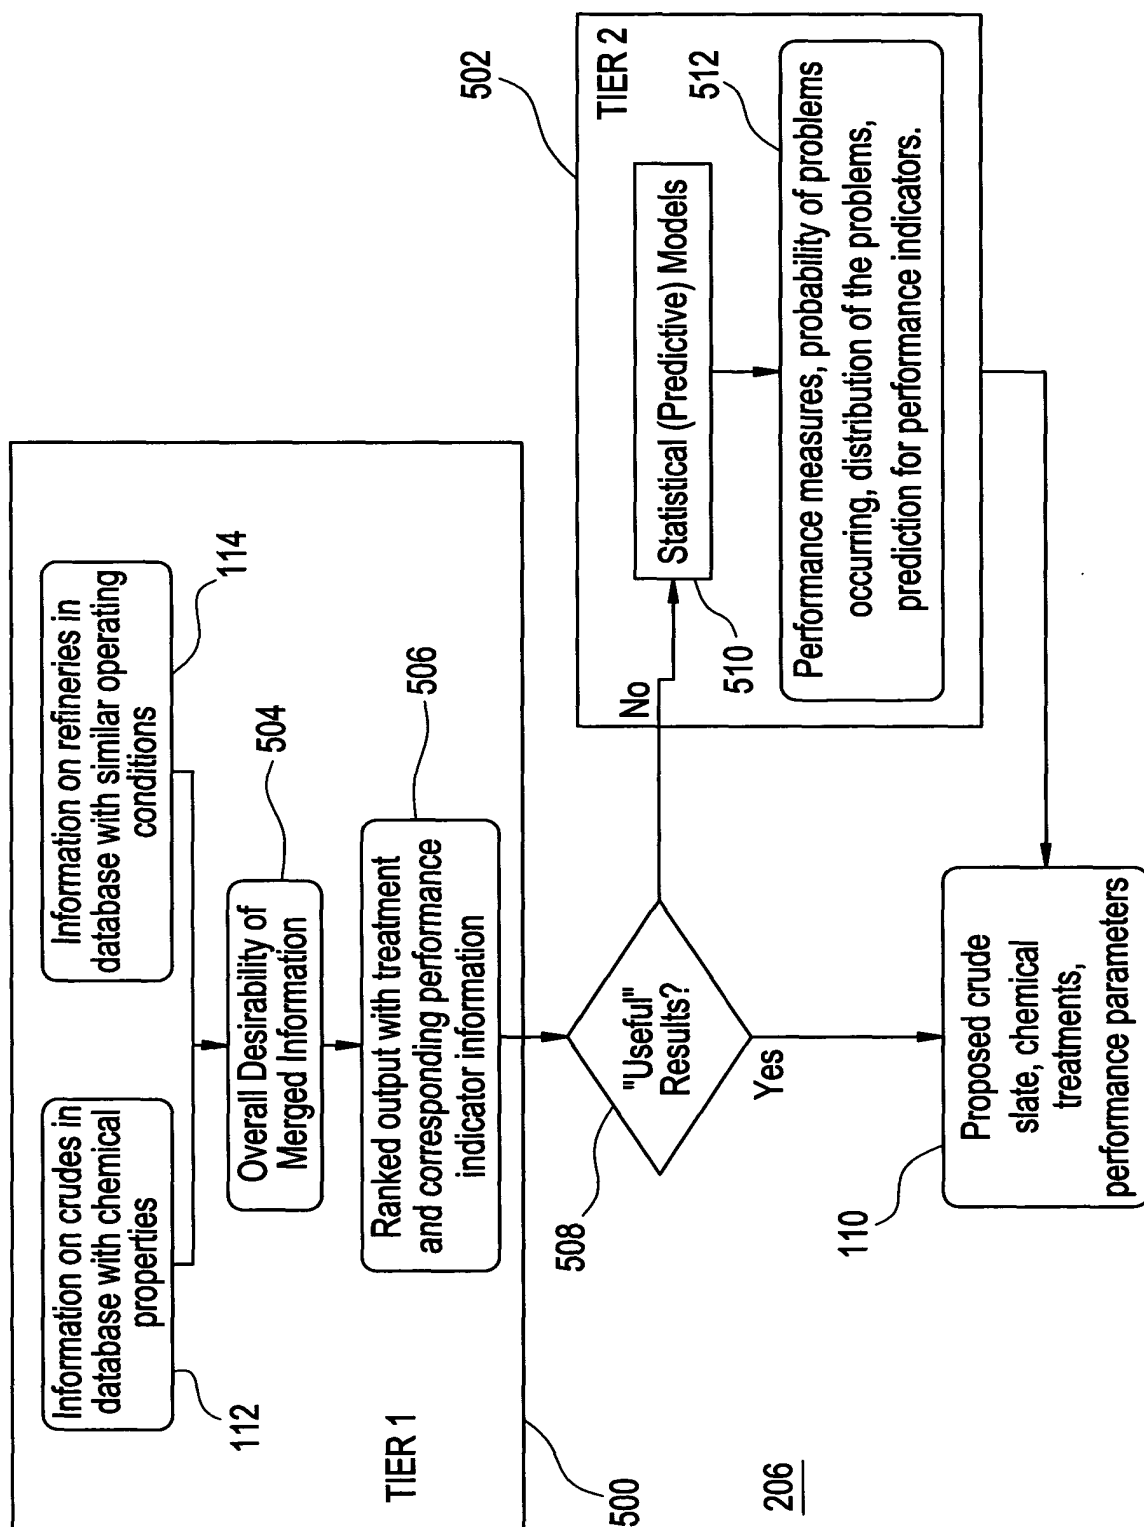 Information on crudes in
database with chemical
properties
112
Information on refineries in
database with similar operating
conditions
114
Overall Desirability of
Merged Information
504
Ranked output with treatment
and corresponding performance
indicator information
506
TIER 1
500
"Useful"
Results?
508
No
Yes
502
TIER 2
Statistical (Predictive) Models
510
Performance measures, probability of problems
occurring, distribution of the problems,
prediction for performance indicators.
512
Proposed crude
slate, chemical
treatments,
performance parameters
110
206